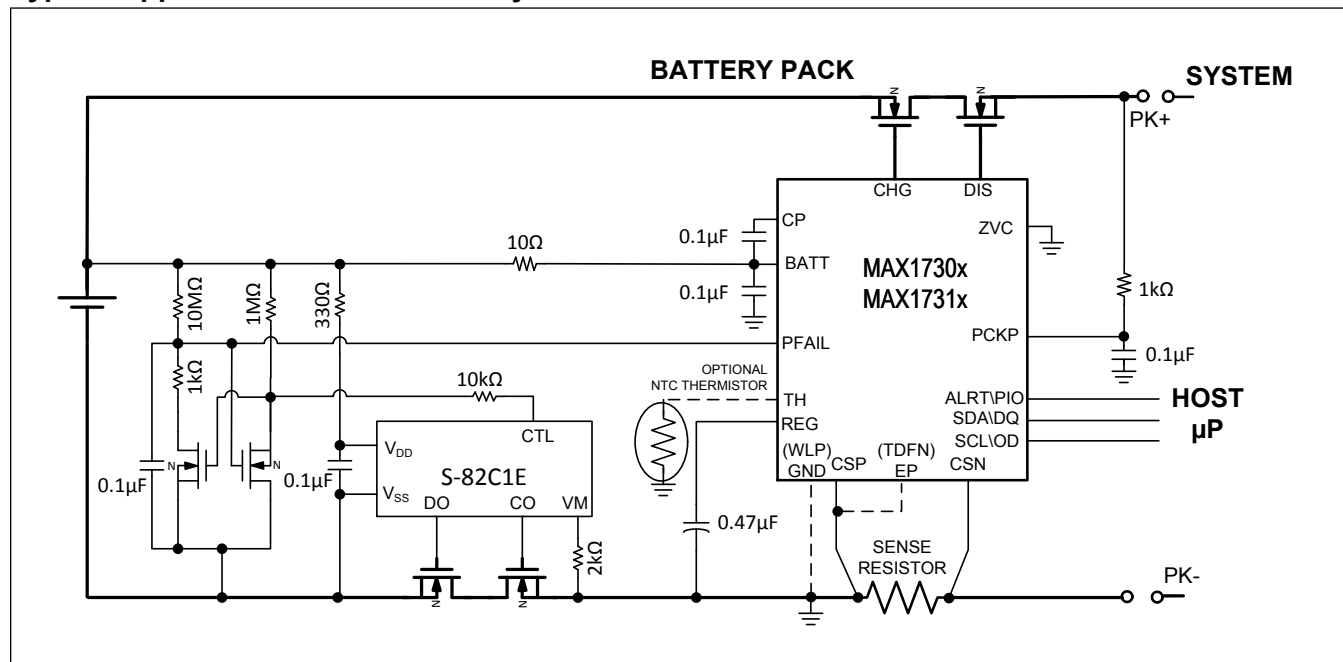 BATTERY PACK
SYSTEM
N
N
PK+
CHG
DIS
CP
ZVC
0.1µF
10Ω
BATT
MAX1730x
MAX1731x
0.1µF
10MΩ
1MΩ
330Ω
1kΩ
PCKP
PFAIL
0.1µF
1kΩ
OPTIONAL
NTC THERMISTOR
10kΩ
TH
ALRT\PIO
HOST
µP
REG
SDA\DQ
SCL\OD
CTL
(WLP)
GND
CSP
(TDFN)
EP
CSN
VDD
N
N
0.1µF
0.1µF
S-82C1E
VSS
DO
CO
VM
0.47µF
2kΩ
SENSE
RESISTOR
PK-
N
N